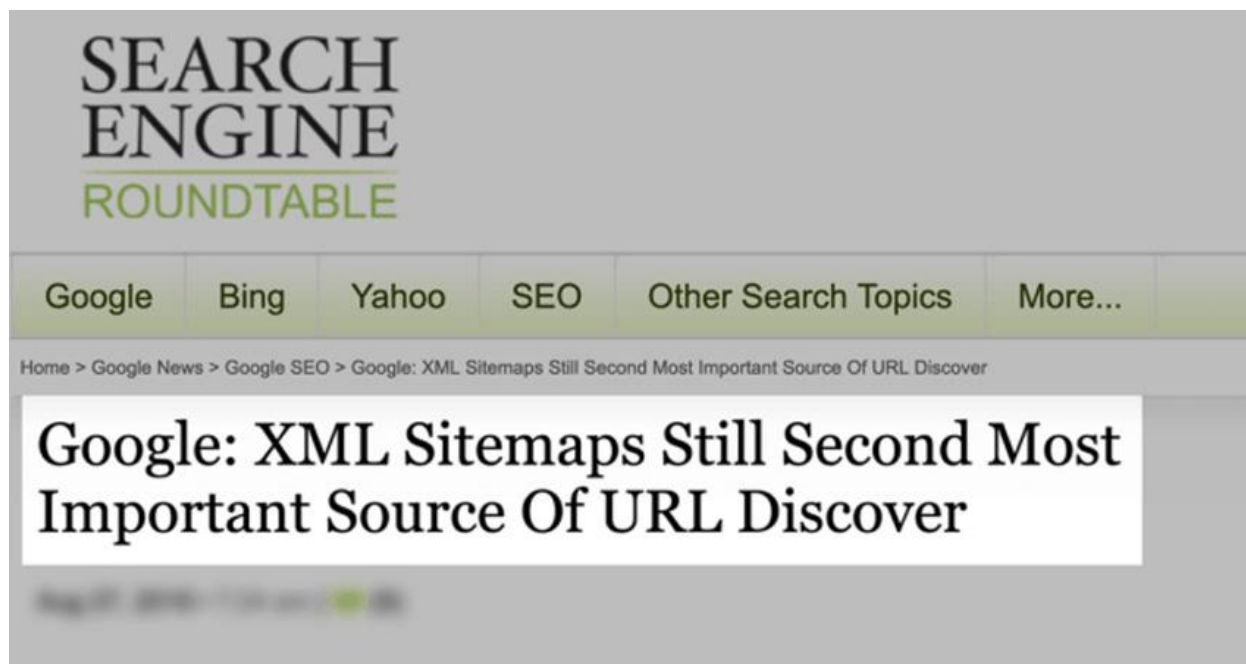 SEARCH
ENGINE
ROUNDTABLE
Google Bing Yahoo SEO Other Search Topics More...
Home > Google News > Google SEO > Google: XML Sitemaps Still Second Most Important Source Of URL Discover
Google: XML Sitemaps Still Second Most
Important Source Of URL Discover